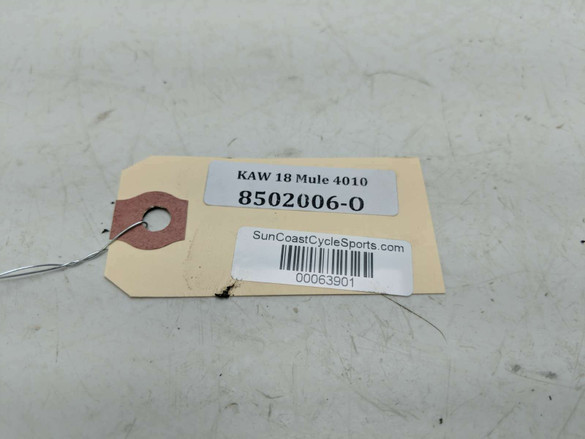 KAW 18 Mule 4010
8502006-O
SunCoastCycleSports.com
00063901